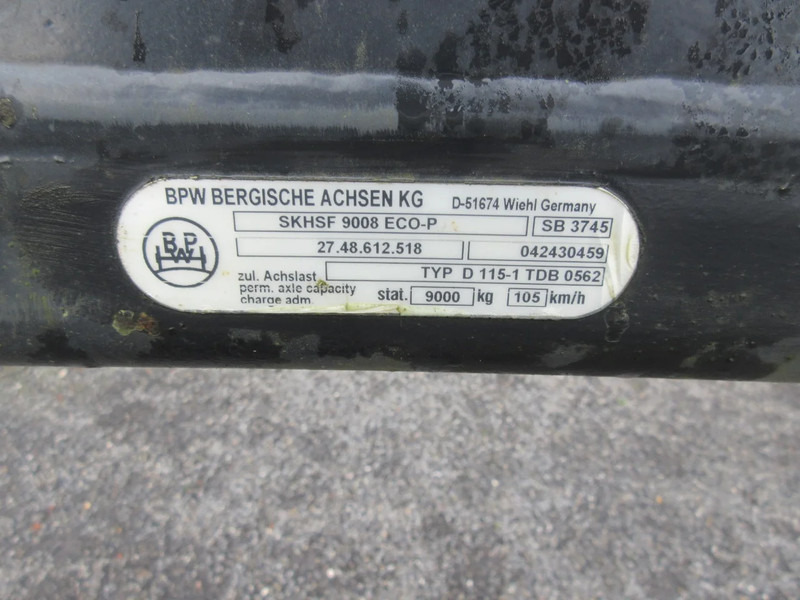 BPW BERGISCHE ACHSEN KG D-51674 Wiehl Germany
BPW
SKHSF 9008 ECO-P SB 3745
27.48.612.518 042430459
TYP D 115-1 TDB 0562
zul. Achslast
perm. axle capacity
charge adm. stat. 9000 kg 105 km/h